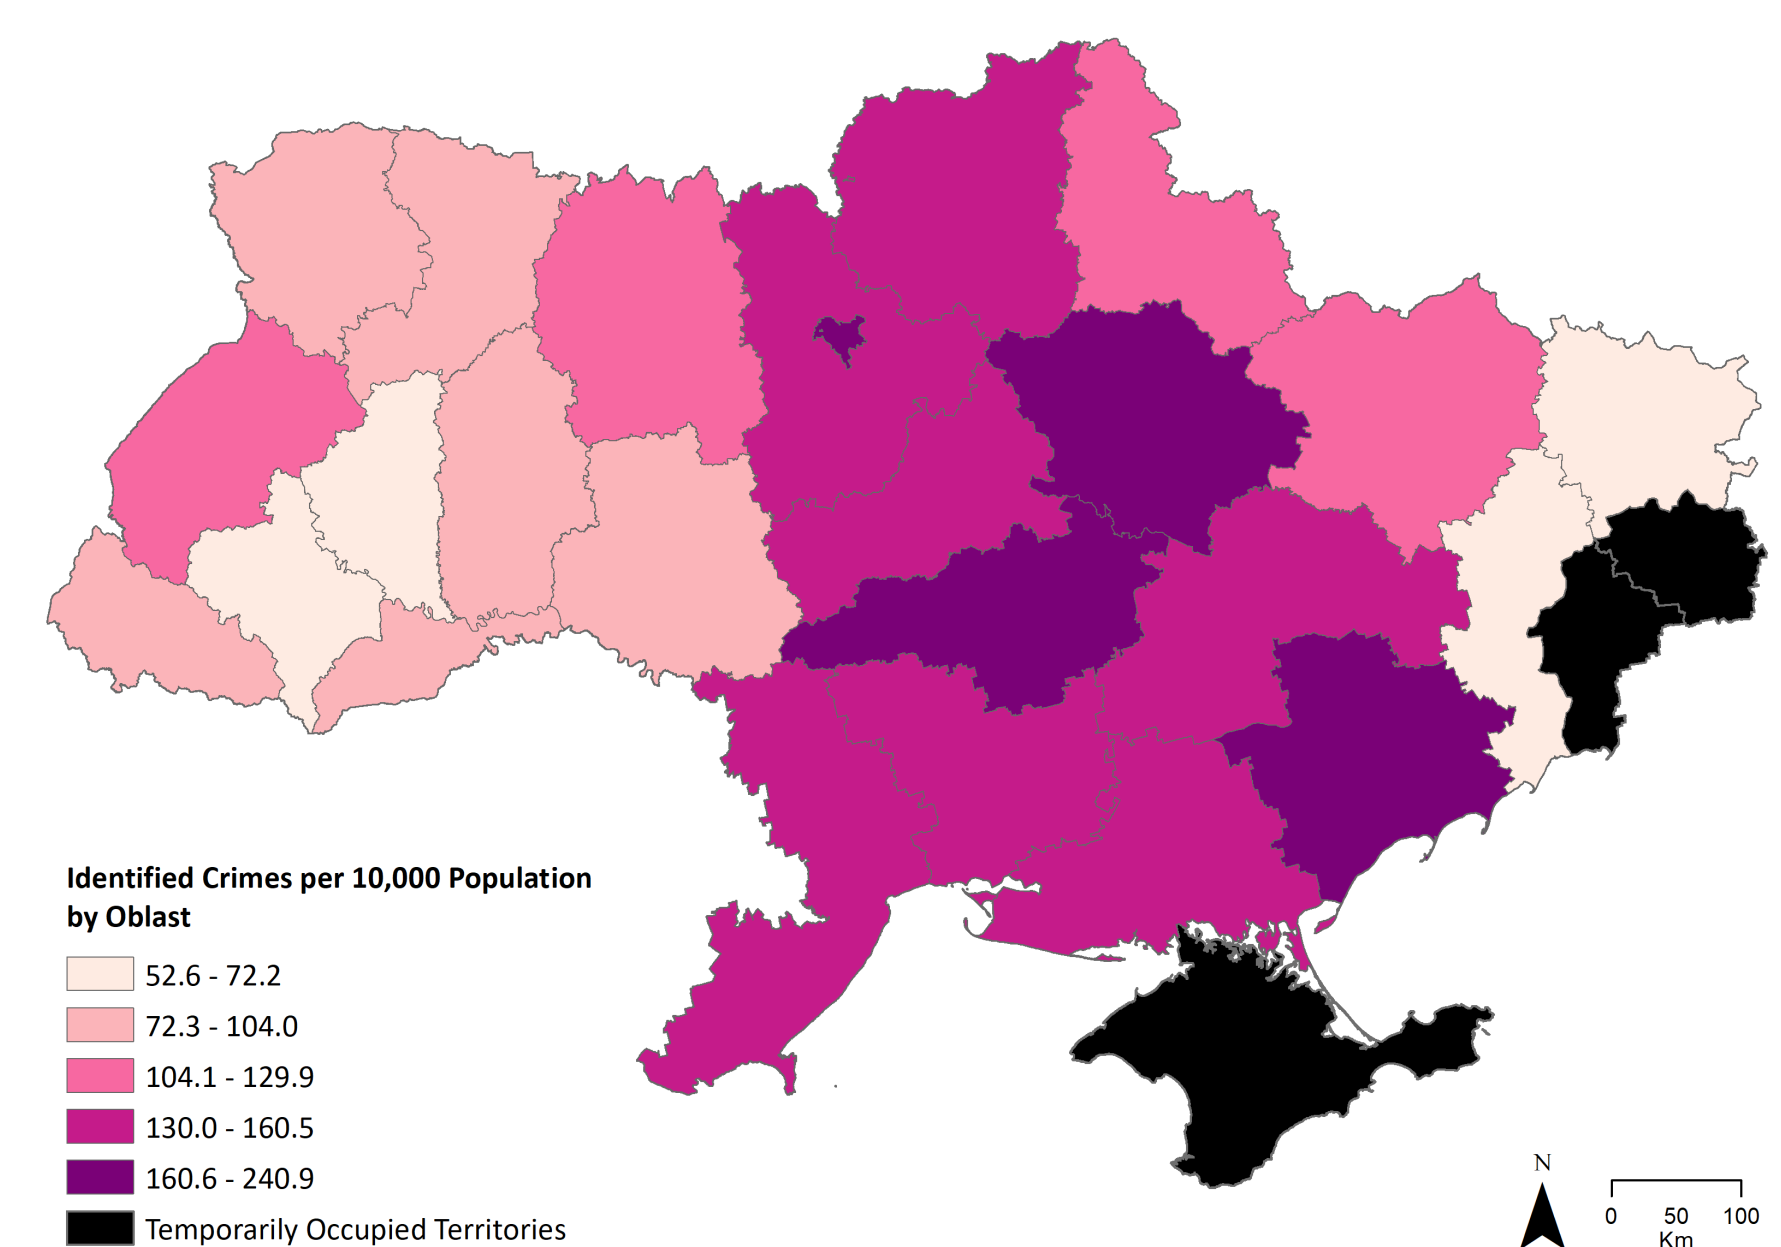 Identified Crimes per 10,000 Population
by Oblast
52.6 - 72.2
72.3 - 104.0
104.1 - 129.9
130.0 - 160.5
160.6 - 240.9
Temporarily Occupied Territories
N
0 50 100
Km